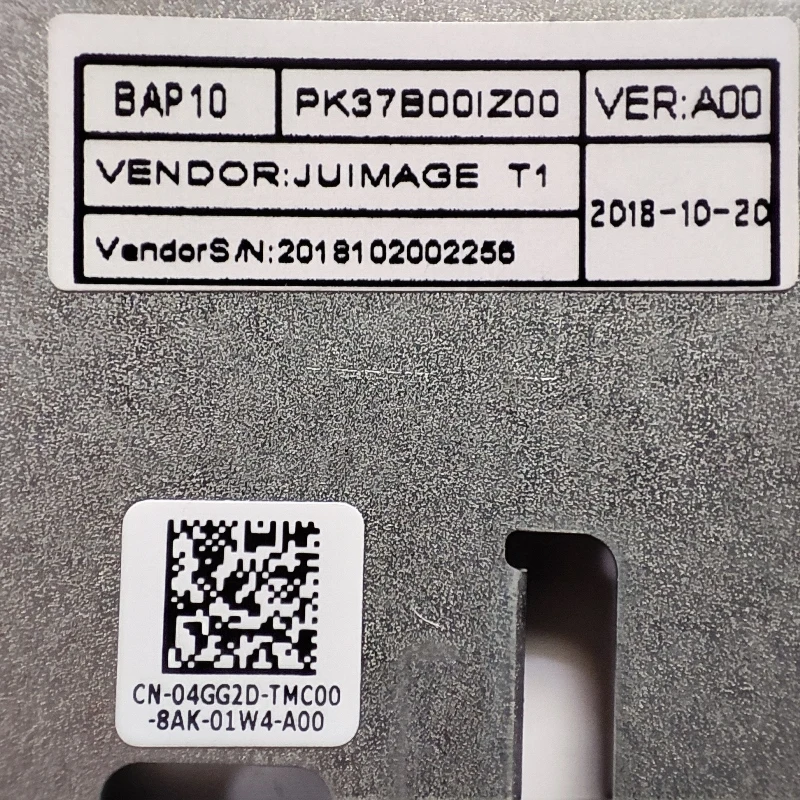 BAP10 PK37B00IZ00 VER:A00
VENDOR:JUIMAGE T1
2018-10-20
VendorS/N:2018102002256
CN-04GG2D-TMC00
-8AK-01W4-A00